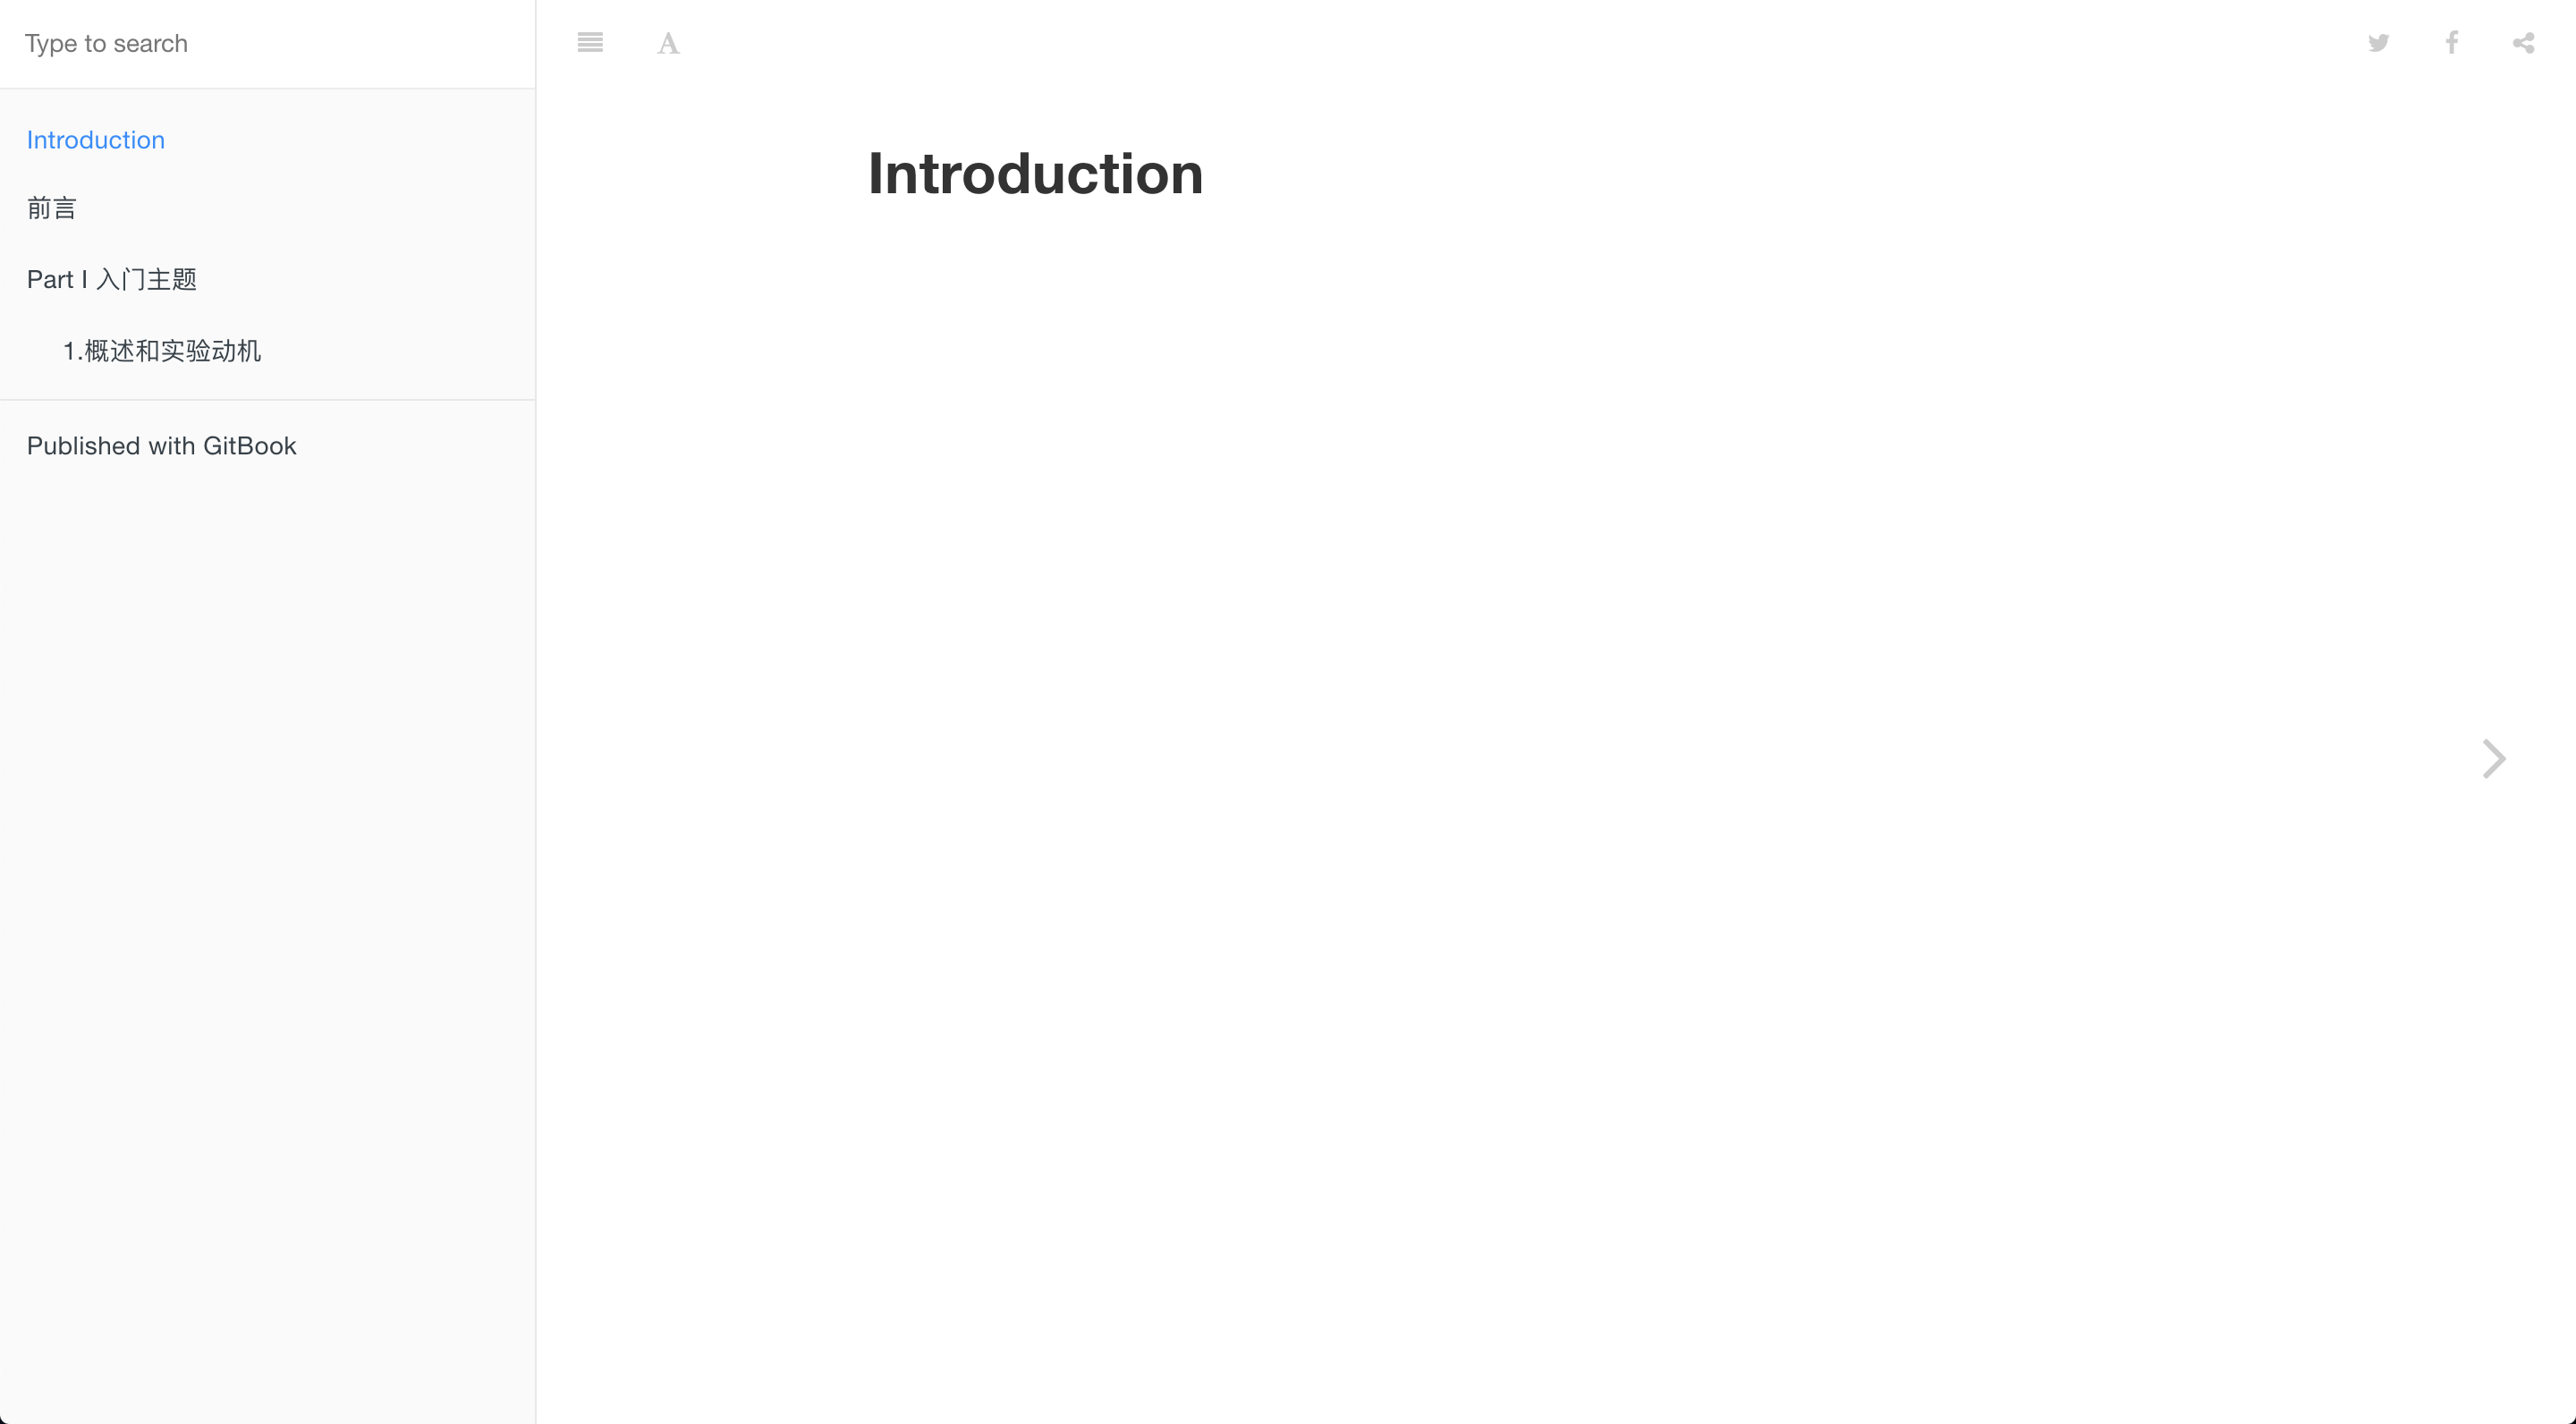 Type to search
Introduction
前言
Part I 入门主题
1.概述和实验动机
Published with GitBook
A
Introduction